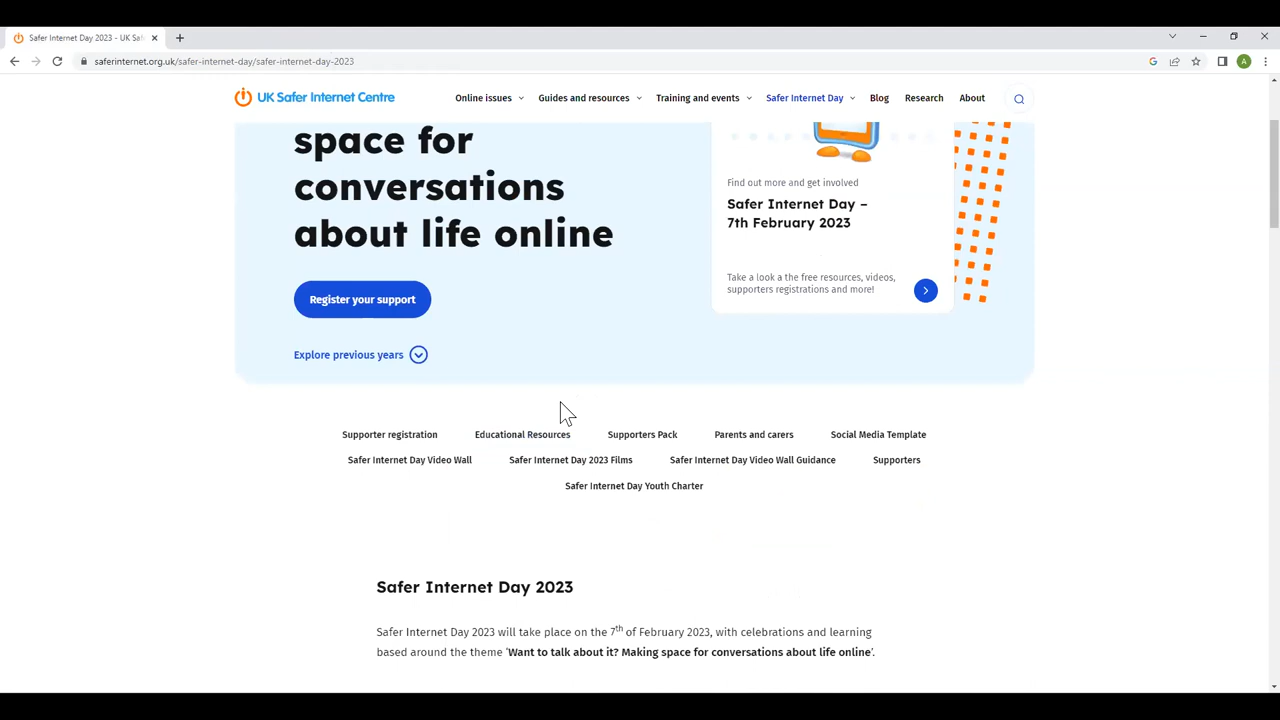 Safer Internet Day 2023 - UK Saf
saferinternet.org.uk/safer-internet-day/safer-internet-day-2023
G
A
UK Safer Internet Centre
Online issues Guides and resources Training and events Safer Internet Day Blog Research About
space for
conversations
about life online
Register your support
Explore previous years
Find out more and get involved
Safer Internet Day –
7th February 2023
Take a look a the free resources, videos,
supporters registrations and more!
Supporter registration Educational Resources Supporters Pack Parents and carers Social Media Template
Safer Internet Day Video Wall Safer Internet Day 2023 Films Safer Internet Day Video Wall Guidance Supporters
Safer Internet Day Youth Charter
Safer Internet Day 2023
Safer Internet Day 2023 will take place on the 7th of February 2023, with celebrations and learning
based around the theme ‘Want to talk about it? Making space for conversations about life online’.